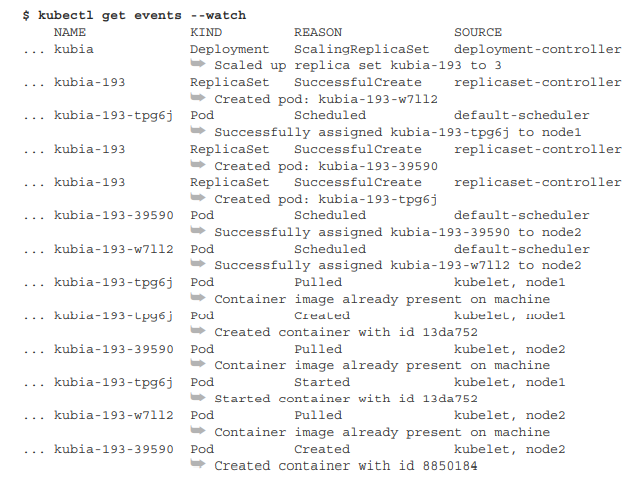 $ kubectl get events --watch
NAME KIND REASON SOURCE
... kubia Deployment ScalingReplicaSet deployment-controller
➥ Scaled up replica set kubia-193 to 3
... kubia-193 ReplicaSet SuccessfulCreate replicaset-controller
➥ Created pod: kubia-193-w7ll2
... kubia-193-tpg6j Pod Scheduled default-scheduler
➥ Successfully assigned kubia-193-tpg6j to node1
... kubia-193 ReplicaSet SuccessfulCreate replicaset-controller
➥ Created pod: kubia-193-39590
... kubia-193 ReplicaSet SuccessfulCreate replicaset-controller
➥ Created pod: kubia-193-tpg6j
... kubia-193-39590 Pod Scheduled default-scheduler
➥ Successfully assigned kubia-193-39590 to node2
... kubia-193-w7ll2 Pod Scheduled default-scheduler
➥ Successfully assigned kubia-193-w7ll2 to node2
... kubia-193-tpg6j Pod Pulled kubelet, node1
➥ Container image already present on machine
... kubia-193-tpg6j Pod Created kubelet, node1
➥ Created container with id 13da752
... kubia-193-39590 Pod Pulled kubelet, node2
➥ Container image already present on machine
... kubia-193-tpg6j Pod Started kubelet, node1
➥ Started container with id 13da752
... kubia-193-w7ll2 Pod Pulled kubelet, node2
➥ Container image already present on machine
... kubia-193-39590 Pod Created kubelet, node2
➥ Created container with id 8850184